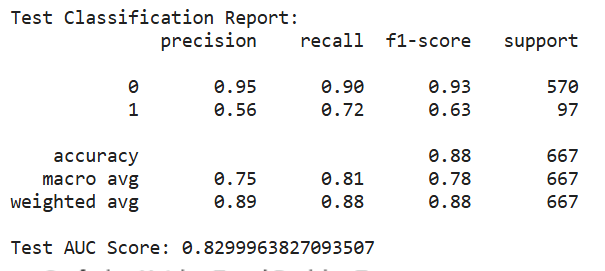 Test Classification Report:
precision recall f1-score support
0 0.95 0.90 0.93 570
1 0.56 0.72 0.63 97
accuracy 0.88 667
macro avg 0.75 0.81 0.78 667
weighted avg 0.89 0.88 0.88 667
Test AUC Score: 0.8299963827093507